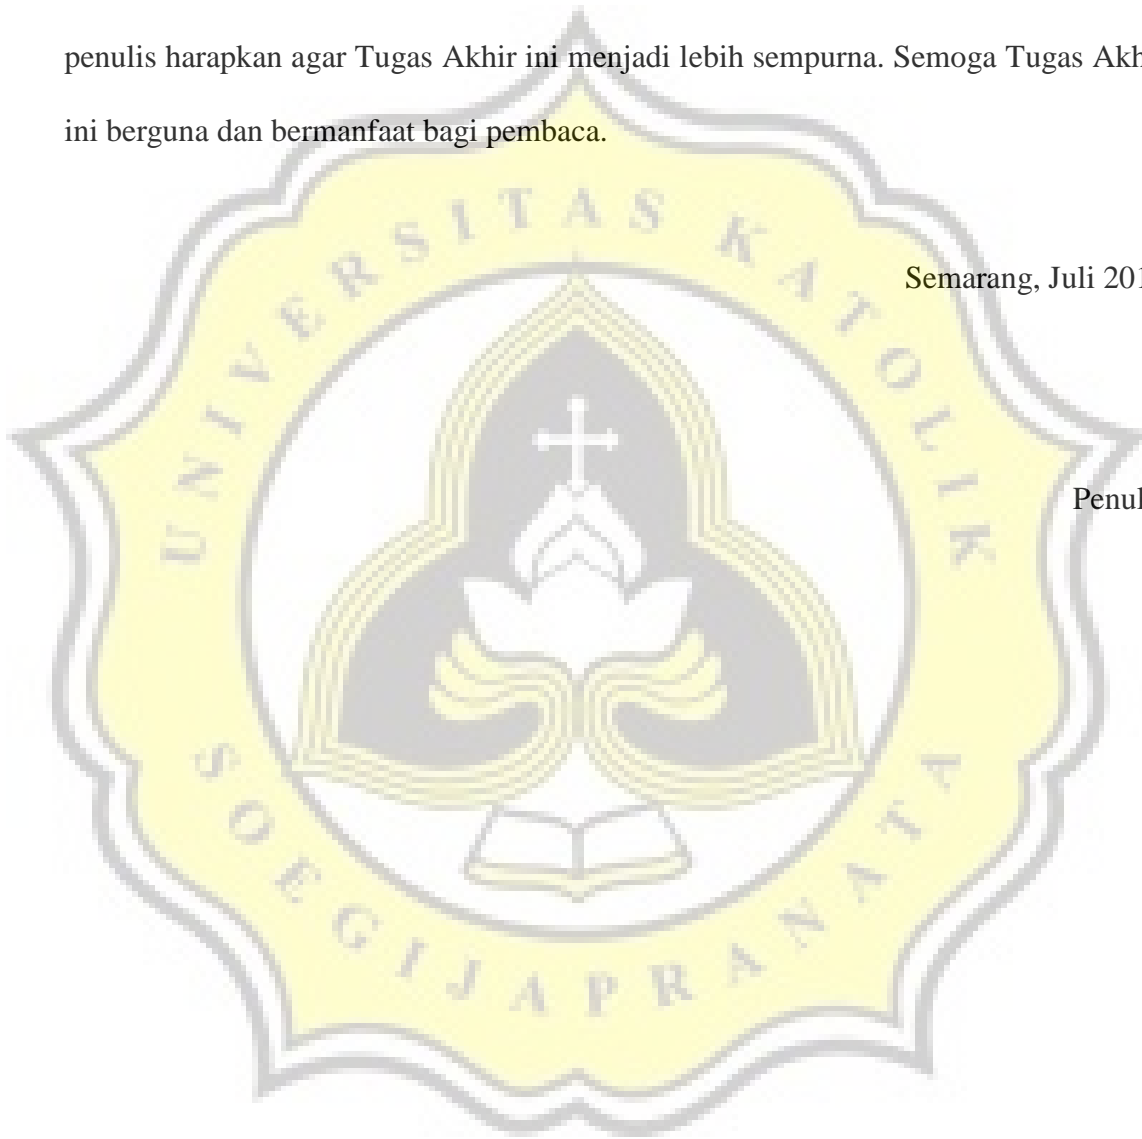 penulis harapkan agar Tugas Akhir ini menjadi lebih sempurna. Semoga Tugas Akh
ini berguna dan bermanfaat bagi pembaca.
Semarang, Juli 201
Penul
UNIVERSITAS KATOLIK
SOEGIJAPRANATA